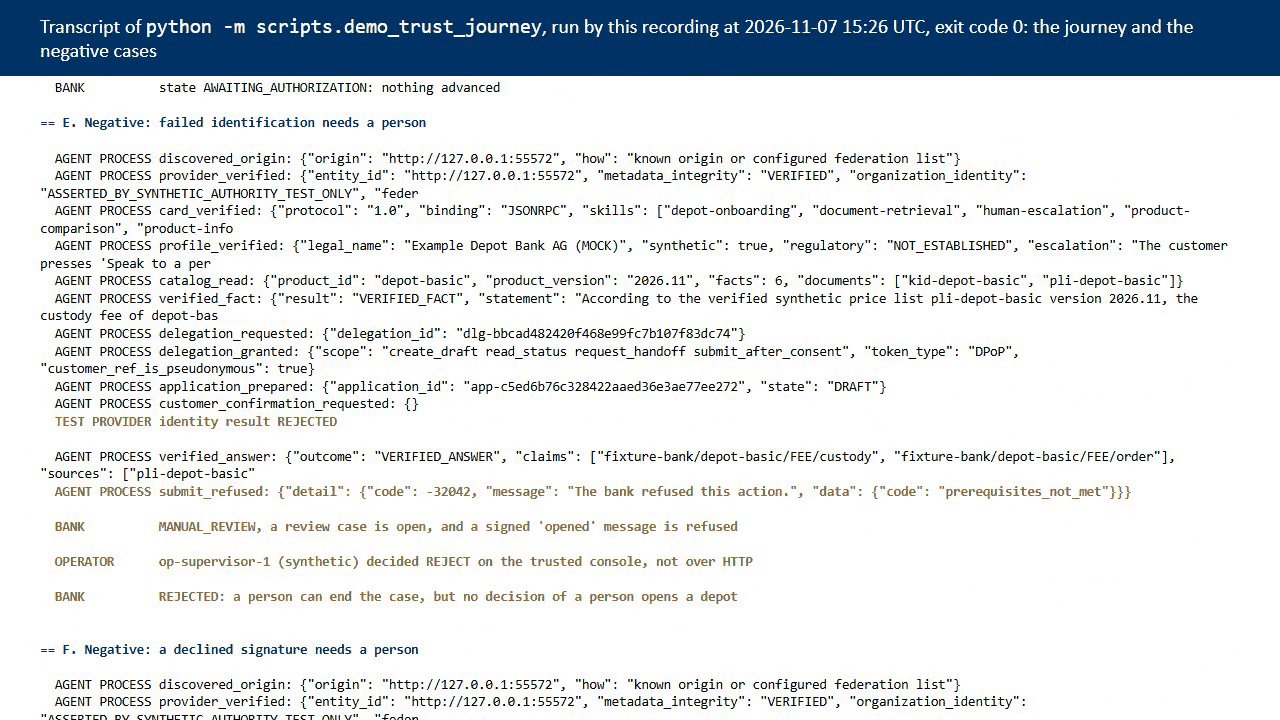 Transcript of python -m scripts.demo_trust_journey, run by this recording at 2026-11-07 15:26 UTC, exit code 0: the journey and the
negative cases
BANK state AWAITING_AUTHORIZATION: nothing advanced
== E. Negative: failed identification needs a person
AGENT PROCESS discovered_origin: {"origin": "http://127.0.0.1:55572", "how": "known origin or configured federation list"}
AGENT PROCESS provider_verified: {"entity_id": "http://127.0.0.1:55572", "metadata_integrity": "VERIFIED", "organization_identity":
"ASSERTED_BY_SYNTHETIC_AUTHORITY_TEST_ONLY", "feder
AGENT PROCESS card_verified: {"protocol": "1.0", "binding": "JSONRPC", "skills": ["depot-onboarding", "document-retrieval", "human-escalation", "product-
comparison", "product-info
AGENT PROCESS profile_verified: {"legal_name": "Example Depot Bank AG (MOCK)", "synthetic": true, "regulatory": "NOT_ESTABLISHED", "escalation": "The customer
presses 'Speak to a per
AGENT PROCESS catalog_read: {"product_id": "depot-basic", "product_version": "2026.11", "facts": 6, "documents": ["kid-depot-basic", "pli-depot-basic"]}
AGENT PROCESS verified_fact: {"result": "VERIFIED_FACT", "statement": "According to the verified synthetic price list pli-depot-basic version 2026.11, the
custody fee of depot-bas
AGENT PROCESS delegation_requested: {"delegation_id": "dlg-bbcad482420f468e99fc7b107f83dc74"}
AGENT PROCESS delegation_granted: {"scope": "create_draft read_status request_handoff submit_after_consent", "token_type": "DPoP",
"customer_ref_is_pseudonymous": true}
AGENT PROCESS application_prepared: {"application_id": "app-c5ed6b76c328422aaed36e3ae77ee272", "state": "DRAFT"}
AGENT PROCESS customer_confirmation_requested: {}
TEST PROVIDER identity result REJECTED
AGENT PROCESS verified_answer: {"outcome": "VERIFIED_ANSWER", "claims": ["fixture-bank/depot-basic/FEE/custody", "fixture-bank/depot-basic/FEE/order"],
"sources": ["pli-depot-basic"
AGENT PROCESS submit_refused: {"detail": {"code": -32042, "message": "The bank refused this action.", "data": {"code": "prerequisites_not_met"}}}
BANK MANUAL_REVIEW, a review case is open, and a signed 'opened' message is refused
OPERATOR op-supervisor-1 (synthetic) decided REJECT on the trusted console, not over HTTP
BANK REJECTED: a person can end the case, but no decision of a person opens a depot
== F. Negative: a declined signature needs a person
AGENT PROCESS discovered_origin: {"origin": "http://127.0.0.1:55572", "how": "known origin or configured federation list"}
AGENT PROCESS provider_verified: {"entity_id": "http://127.0.0.1:55572", "metadata_integrity": "VERIFIED", "organization_identity":
"ASSERTED_BY_SYNTHETIC_AUTHORITY_TEST_ONLY", "feder